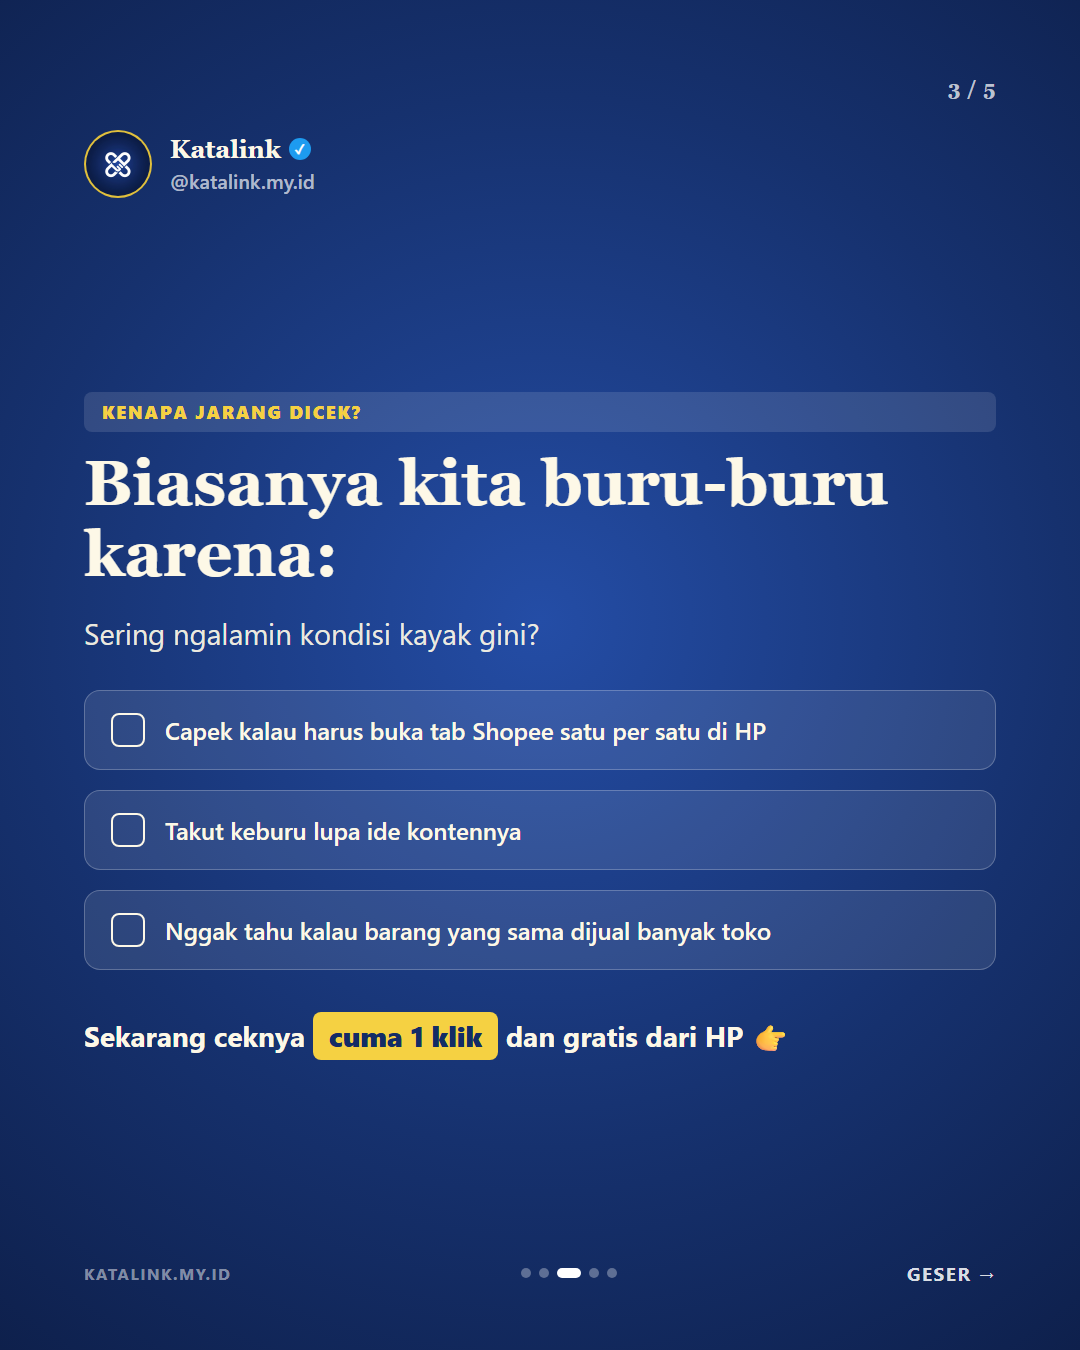 3 / 5
Katalink
@katalink.my.id
KENAPA JARANG DICEK?
Biasanya kita buru-buru
karena:
Sering ngalamin kondisi kayak gini?
Capek kalau harus buka tab Shopee satu per satu di HP
Takut keburu lupa ide kontennya
Nggak tahu kalau barang yang sama dijual banyak toko
Sekarang ceknya cuma 1 klik dan gratis dari HP 👉
KATALINK.MY.ID
GESER →